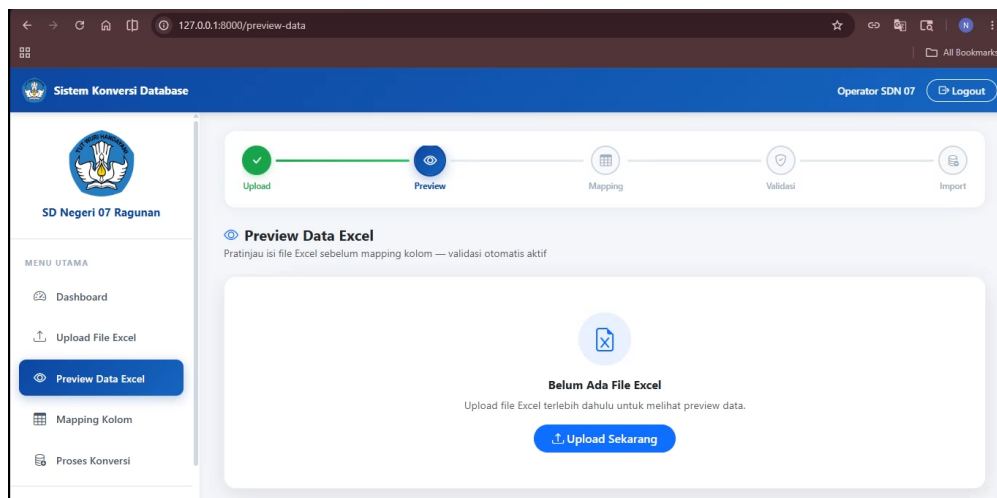 127.0.0.1:8000/preview-data
N
All Bookmarks
Sistem Konversi Database
Operator SDN 07
Logout
TUT WURI HANDAYANI
SD Negeri 07 Ragunan
MENU UTAMA
Dashboard
Upload File Excel
Preview Data Excel
Mapping Kolom
Proses Konversi
Upload
Preview
Mapping
Validasi
Import
Preview Data Excel
Pratinjau isi file Excel sebelum mapping kolom — validasi otomatis aktif
Belum Ada File Excel
Upload file Excel terlebih dahulu untuk melihat preview data.
Upload Sekarang